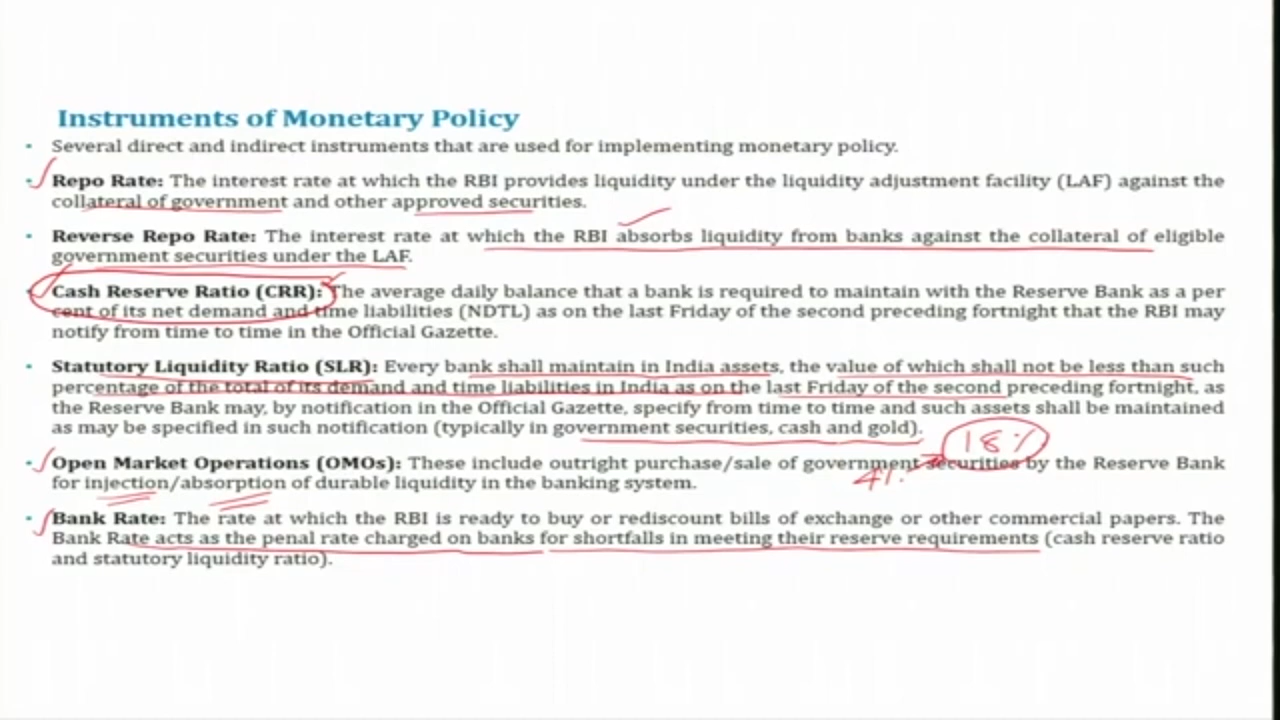 Instruments of Monetary Policy
• Several direct and indirect instruments that are used for implementing monetary policy.
• Repo Rate: The interest rate at which the RBI provides liquidity under the liquidity adjustment facility (LAF) against the
collateral of government and other approved securities.
• Reverse Repo Rate: The interest rate at which the RBI absorbs liquidity from banks against the collateral of eligible
government securities under the LAF.
• Cash Reserve Ratio (CRR): The average daily balance that a bank is required to maintain with the Reserve Bank as a per
cent of its net demand and time liabilities (NDTL) as on the last Friday of the second preceding fortnight that the RBI may
notify from time to time in the Official Gazette.
• Statutory Liquidity Ratio (SLR): Every bank shall maintain in India assets, the value of which shall not be less than such
percentage of the total of its demand and time liabilities in India as on the last Friday of the second preceding fortnight, as
the Reserve Bank may, by notification in the Official Gazette, specify from time to time and such assets shall be maintained
as may be specified in such notification (typically in government securities, cash and gold).
18%
• Open Market Operations (OMOs): These include outright purchase/sale of government securities by the Reserve Bank
4%
for injection/absorption of durable liquidity in the banking system.
• Bank Rate: The rate at which the RBI is ready to buy or rediscount bills of exchange or other commercial papers. The
Bank Rate acts as the penal rate charged on banks for shortfalls in meeting their reserve requirements (cash reserve ratio
and statutory liquidity ratio).